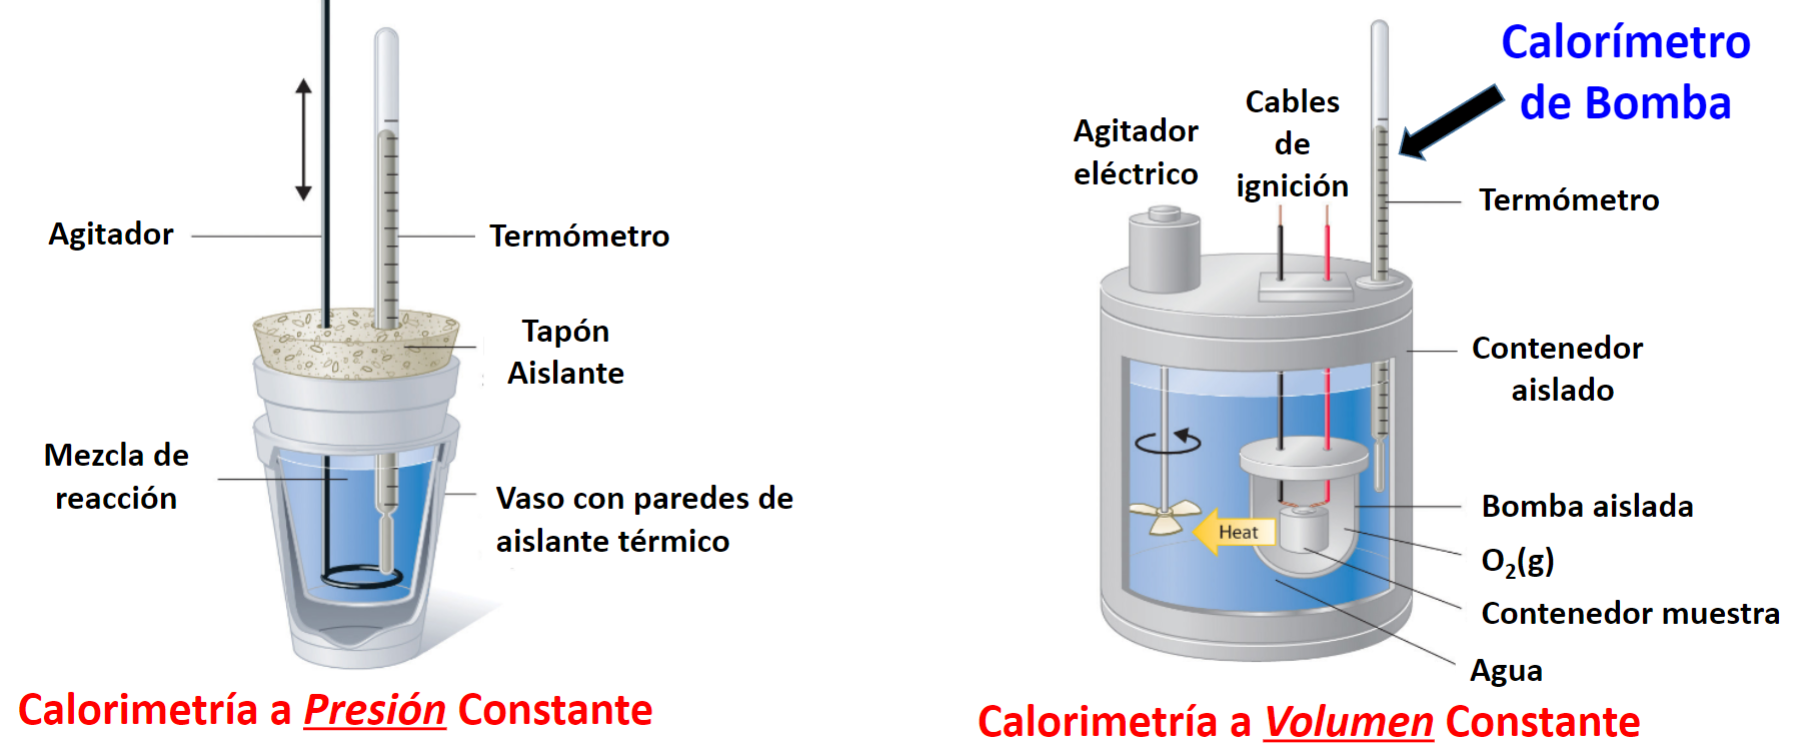 Agitador
Termómetro
Tapón
Aislante
Mezcla de
reacción
Vaso con paredes de
aislante térmico
Calorimetría a Presión Constante
Calorímetro
de Bomba
Cables
de
ignición
Agitador
eléctrico
Termómetro
Contenedor
aislado
Heat
Bomba aislada
O₂(g)
Contenedor muestra
Agua
Calorimetría a Volumen Constante